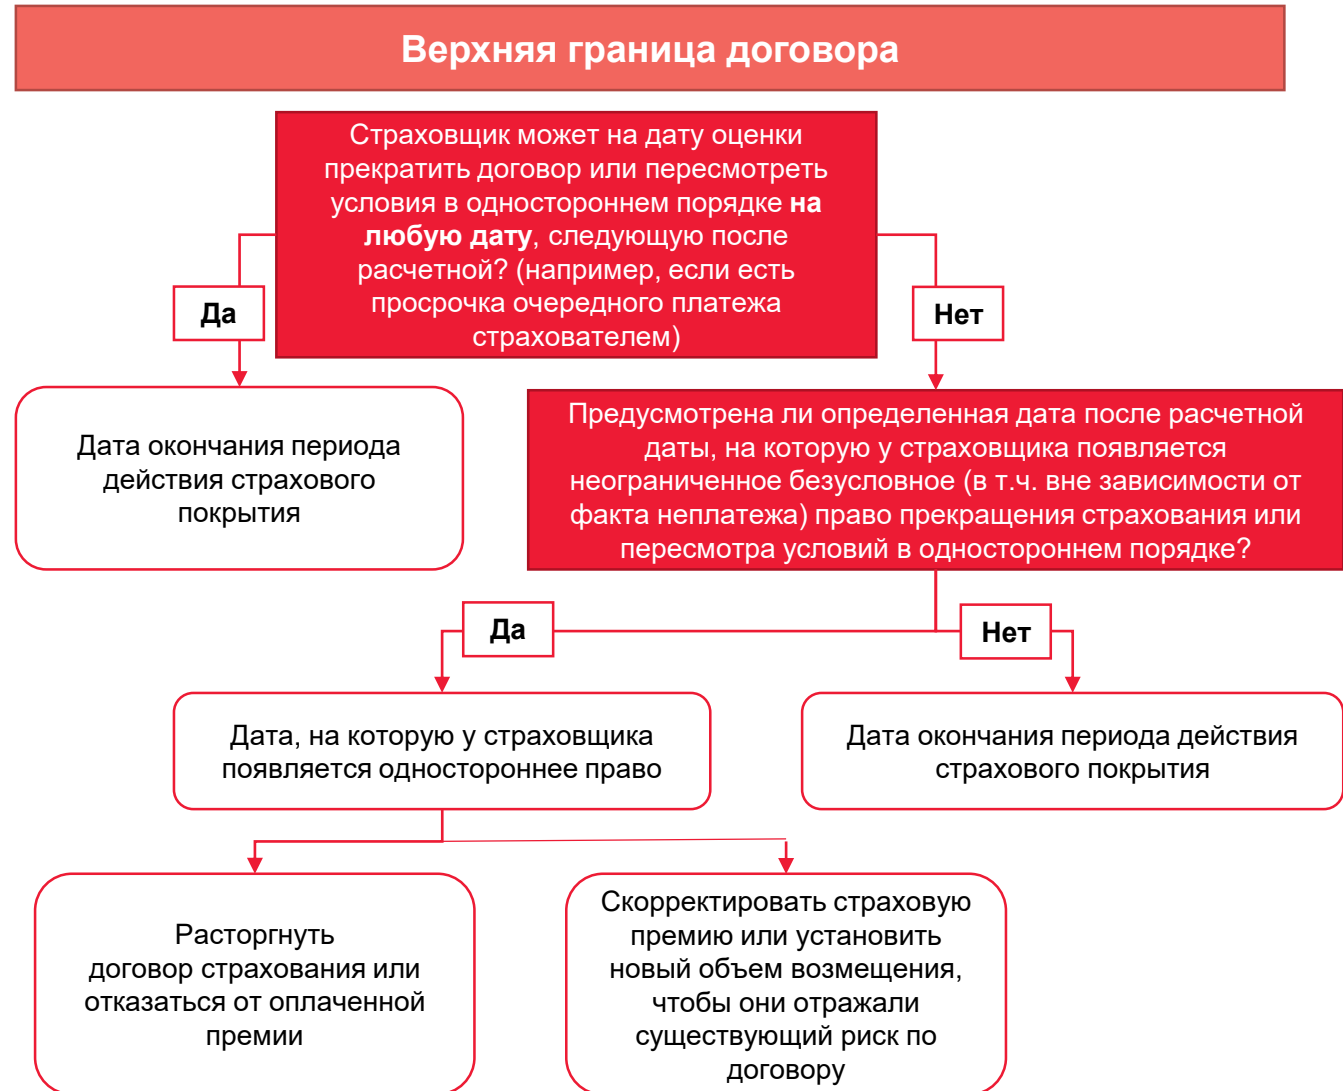 Верхняя граница договора
Страховщик может на дату оценки
прекратить договор или пересмотреть
условия в одностороннем порядке на
любую дату, следующую после
расчетной? (например, если есть
просрочка очередного платежа
страхователем)
Да
Нет
Дата окончания периода
действия страхового
покрытия
Предусмотрена ли определенная дата после расчетной
даты, на которую у страховщика появляется
неограниченное безусловное (в т.ч. вне зависимости от
факта неплатежа) право прекращения страхования или
пересмотра условий в одностороннем порядке?
Да
Нет
Дата, на которую у страховщика
появляется одностороннее право
Дата окончания периода действия
страхового покрытия
Расторгнуть
договор страхования или
отказаться от оплаченной
премии
Скорректировать страховую
премию или установить
новый объем возмещения,
чтобы они отражали
существующий риск по
договору